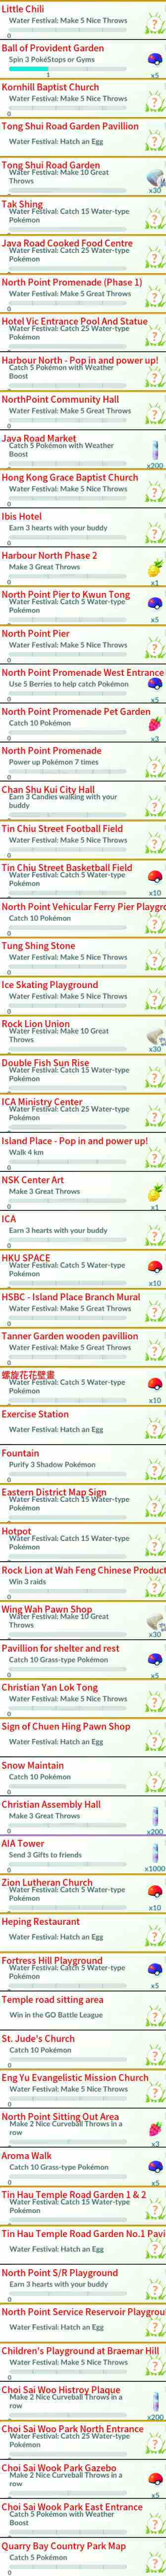 Little Chili
Water Festival: Make 5 Nice Throws
0
Ball of Provident Garden
Spin 3 PokéStops or Gyms
1
x5
Kornhill Baptist Church
Water Festival: Make 5 Nice Throws
0
Tong Shui Road Garden Pavillion
Water Festival: Hatch an Egg
Tong Shui Road Garden
Water Festival: Make 10 Great
Throws
x30
Tak Shing
Water Festival: Catch 15 Water-type
Pokémon
Java Road Cooked Food Centre
Water Festival: Catch 25 Water-type
Pokémon
North Point Promenade (Phase 1)
Water Festival: Make 5 Great Throws
0
Hotel Vic Entrance Pool And Statue
Water Festival: Catch 25 Water-type
Pokémon
Harbour North - Pop in and power up!
Catch 5 Pokémon with Weather
Boost
NorthPoint Community Hall
Water Festival: Make 5 Great Throws
0
Java Road Market
Catch 5 Pokémon with Weather
Boost
x200
Hong Kong Grace Baptist Church
Water Festival: Make 5 Nice Throws
0
Ibis Hotel
Earn 3 hearts with your buddy
0
Harbour North Phase 2
Make 3 Great Throws
0
x1
North Point Pier to Kwun Tong
Water Festival: Catch 5 Water-type
Pokémon
x5
North Point Pier
Water Festival: Make 5 Nice Throws
0
North Point Promenade West Entrance
Use 5 Berries to help catch Pokémon
0
x5
North Point Promenade Pet Garden
Catch 10 Pokémon
0
x3
North Point Promenade
Power up Pokémon 7 times
0
Chan Shu Kui City Hall
Earn 3 Candies walking with your
buddy
Tin Chiu Street Football Field
Water Festival: Make 5 Nice Throws
0
Tin Chiu Street Basketball Field
Water Festival: Catch 5 Water-type
Pokémon
x10
North Point Vehicular Ferry Pier Playgro
Catch 10 Pokémon
0
Tung Shing Stone
Water Festival: Make 5 Nice Throws
0
Ice Skating Playground
Water Festival: Make 5 Nice Throws
0
Rock Lion Union
Water Festival: Make 10 Great
Throws
x30
Double Fish Sun Rise
Water Festival: Catch 15 Water-type
Pokémon
ICA Ministry Center
Water Festival: Catch 25 Water-type
Pokémon
Island Place - Pop in and power up!
Walk 4 km
0
NSK Center Art
Make 3 Great Throws
0
x1
ICA
Earn 3 hearts with your buddy
0
HKU SPACE
Water Festival: Catch 5 Water-type
Pokémon
x10
HSBC - Island Place Branch Mural
Water Festival: Make 5 Great Throws
0
Tanner Garden wooden pavillion
Water Festival: Make 5 Great Throws
0
螺旋花花壁畫
Water Festival: Catch 5 Water-type
Pokémon
x10
Exercise Station
Water Festival: Hatch an Egg
Fountain
Purify 3 Shadow Pokémon
0
Eastern District Map Sign
Water Festival: Catch 15 Water-type
Pokémon
Hotpot
Water Festival: Catch 15 Water-type
Pokémon
Rock Lion at Wah Feng Chinese Product
Win 3 raids
0
Wing Wah Pawn Shop
Water Festival: Make 10 Great
Throws
x30
Pavillion for shelter and rest
Catch 10 Grass-type Pokémon
0
x5
Christian Yan Lok Tong
Water Festival: Make 5 Nice Throws
0
Sign of Chuen Hing Pawn Shop
Water Festival: Hatch an Egg
Snow Maintain
Catch 10 Pokémon
0
Christian Assembly Hall
Make 3 Great Throws
0
x200
AIA Tower
Send 3 Gifts to friends
0
x1000
Zion Lutheran Church
Water Festival: Catch 5 Water-type
Pokémon
x10
Heping Restaurant
Water Festival: Hatch an Egg
Fortress Hill Playground
Water Festival: Catch 5 Water-type
Pokémon
x5
Temple road sitting area
Win in the GO Battle League
St. Jude's Church
Catch 10 Pokémon
0
Eng Yu Evangelistic Mission Church
Water Festival: Make 5 Nice Throws
0
North Point Sitting Out Area
Make 2 Nice Curveball Throws in a
row
x3
Aroma Walk
Catch 10 Grass-type Pokémon
0
x5
Tin Hau Temple Road Garden 1 & 2
Water Festival: Catch 15 Water-type
Pokémon
Tin Hau Temple Road Garden No.1 Pavi
Water Festival: Hatch an Egg
North Point S/R Playground
Earn 3 hearts with your buddy
0
North Point Service Reservoir Playgrou
Water Festival: Hatch an Egg
Children's Playground at Braemar Hill
Water Festival: Make 5 Nice Throws
0
Choi Sai Woo Histroy Plaque
Make 2 Nice Curveball Throws in a
row
x200
Choi Sai Woo Park North Entrance
Water Festival: Catch 25 Water-type
Pokémon
Choi Sai Wook Park Gazebo
Make 2 Nice Curveball Throws in a
row
x5
Choi Sai Wook Park East Entrance
Catch 5 Pokémon with Weather
Boost
Quarry Bay Country Park Map
Catch 5 Pokémon
0